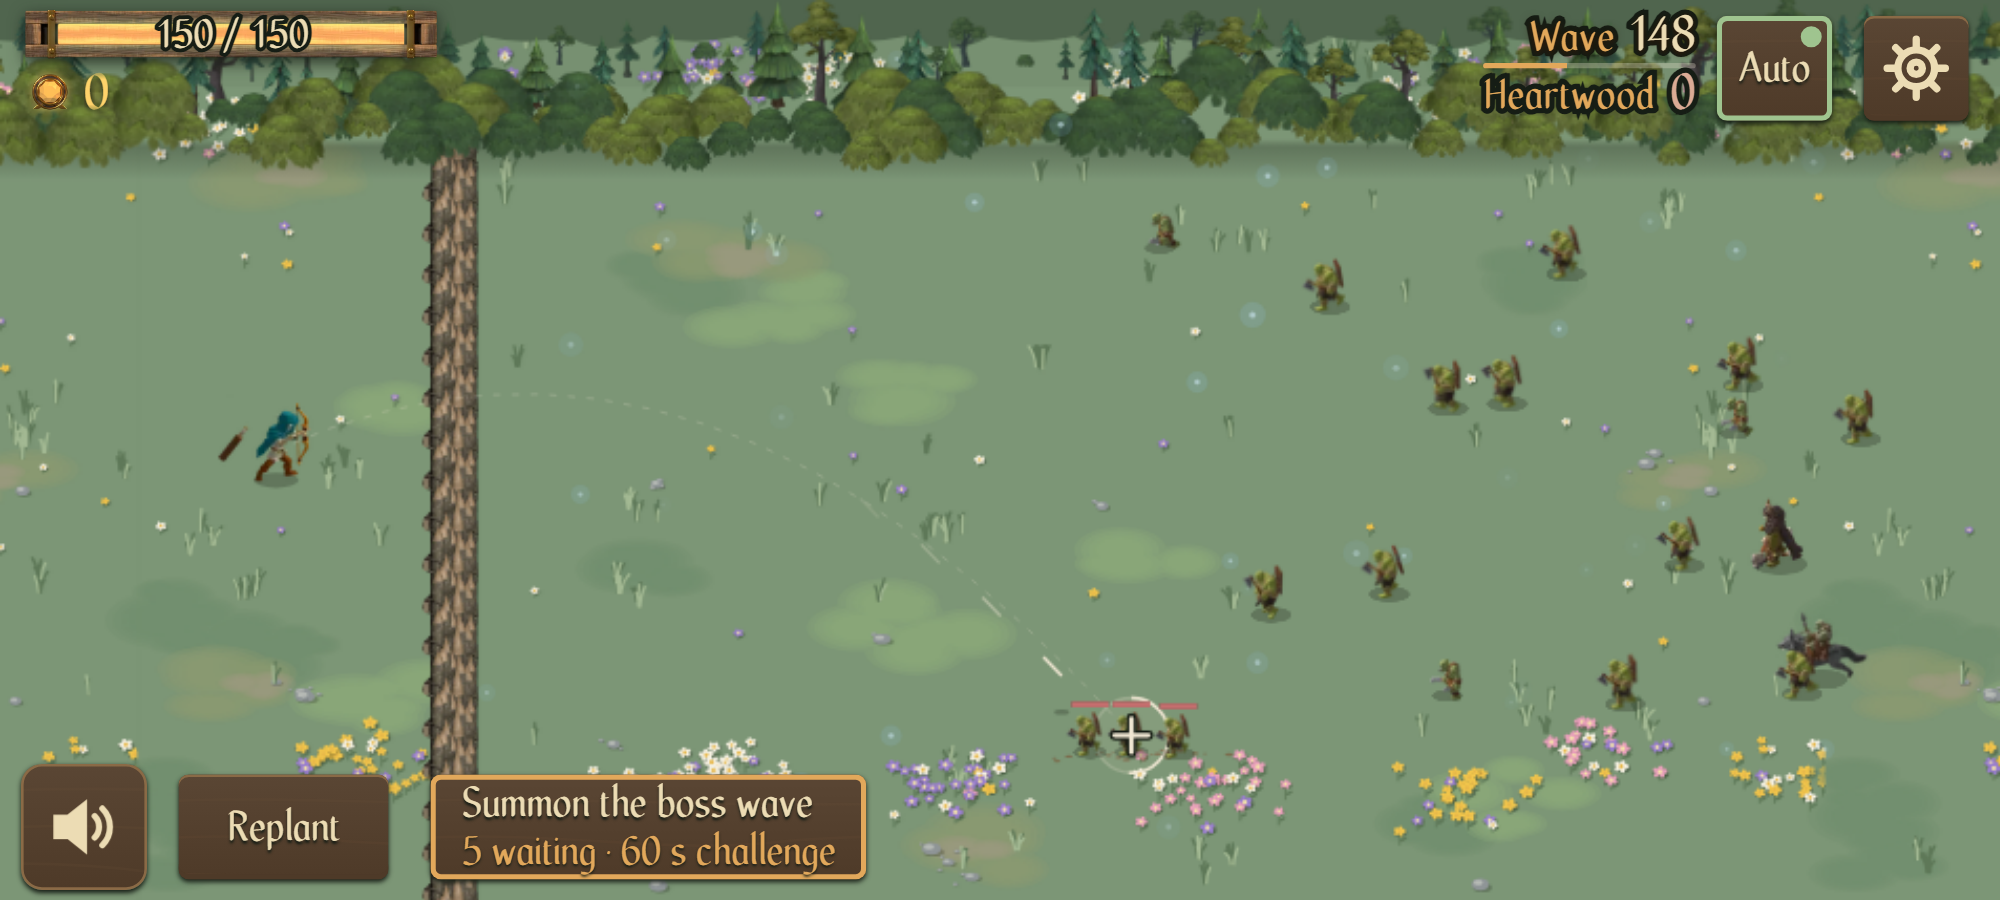 150 / 150
0
Wave 148
Heartwood 0
Auto
Replant
Summon the boss wave
5 waiting · 60 s challenge